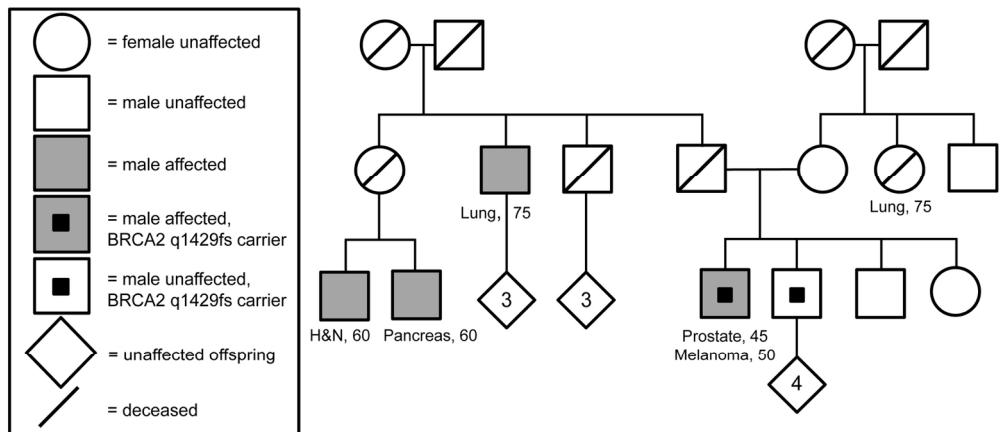 = female unaffected
= male unaffected
= male affected
= male affected,
BRCA2 q1429fs carrier
= male unaffected,
BRCA2 q1429fs carrier
= unaffected offspring
= deceased
Lung, 75
Lung, 75
3
3
H&N, 60
Pancreas, 60
Prostate, 45
Melanoma, 50
4